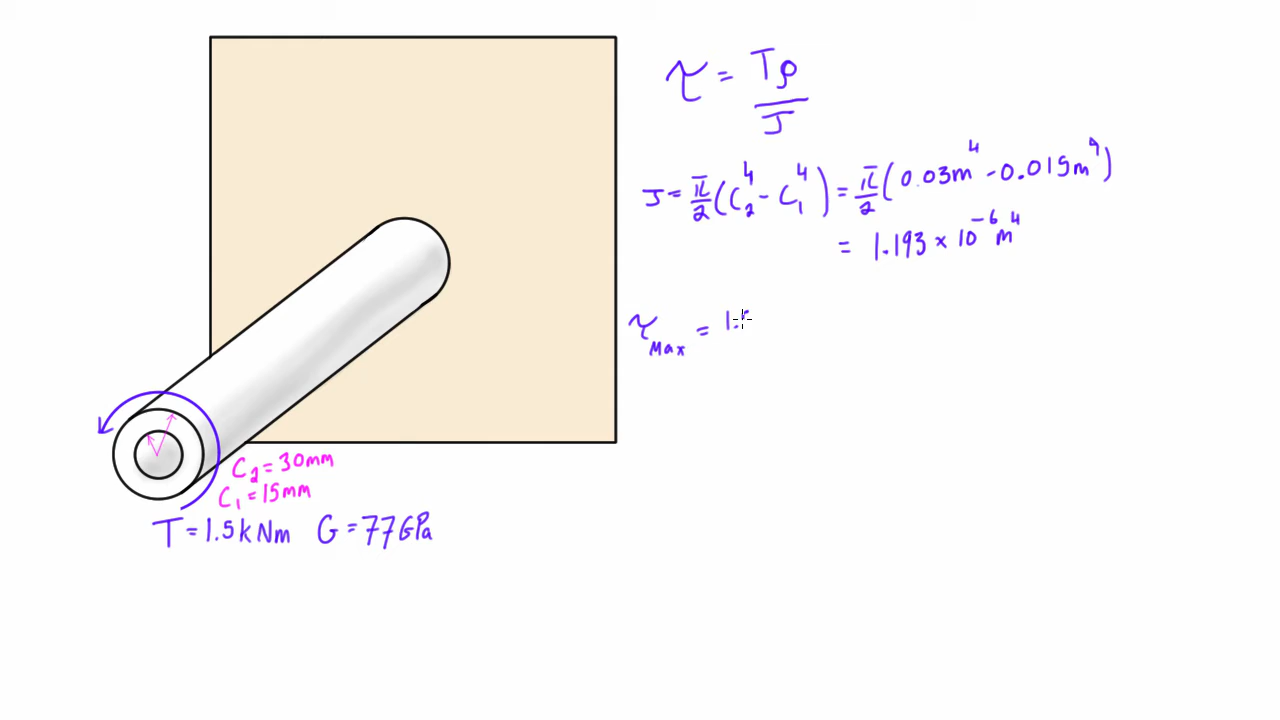 τ = Tρ/J
J = π/2 (C₂⁴ - C₁⁴) = π/2 (0.03m⁴ - 0.015m⁴)
= 1.193 × 10⁻⁶ m⁴
τMax = 1.
C₂ = 30mm
C₁ = 15mm
T = 1.5kNm G = 77GPa